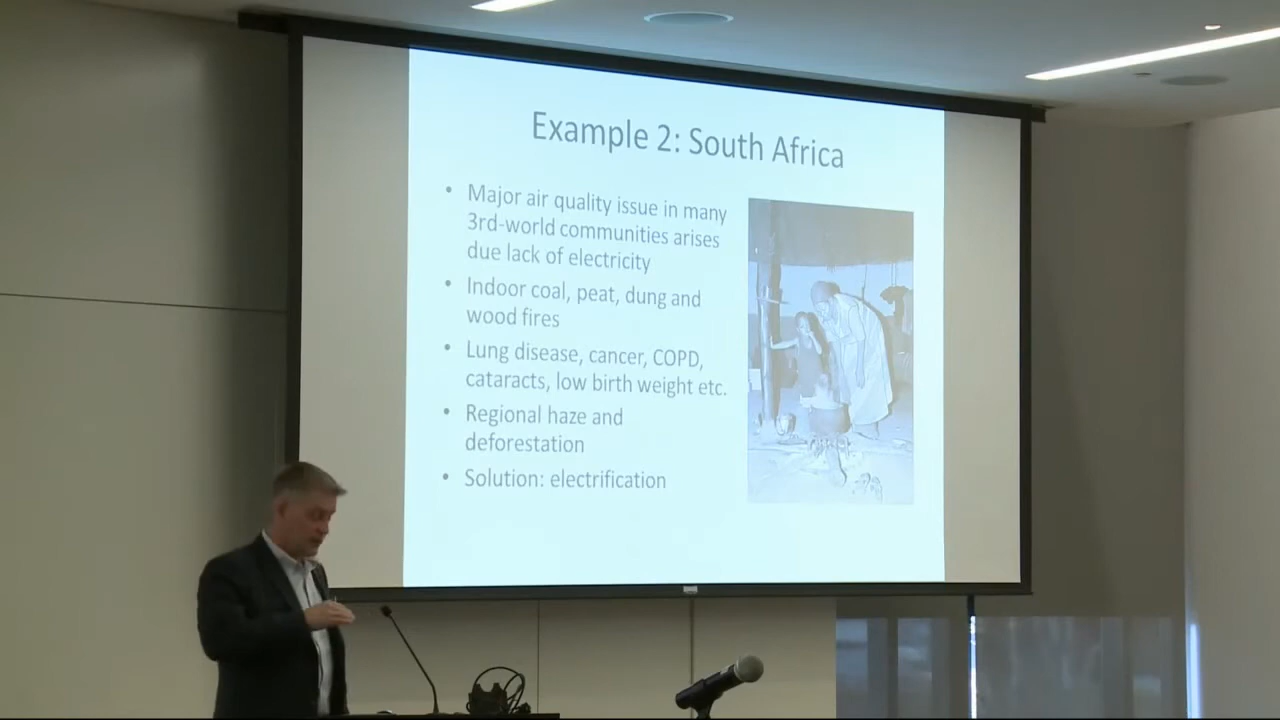 Example 2: South Africa
• Major air quality issue in many
3rd-world communities arises
due lack of electricity
• Indoor coal, peat, dung and
wood fires
• Lung disease, cancer, COPD,
cataracts, low birth weight etc.
• Regional haze and
deforestation
• Solution: electrification